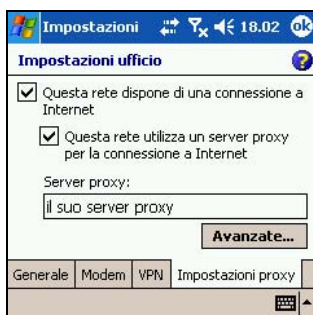 Impostazioni 18.02 ok
Impostazioni ufficio ?
Questa rete dispone di una connessione a
Internet
Questa rete utilizza un server proxy
per la connessione a Internet
Server proxy:
il suo server proxy
Avanzate...
Generale Modem VPN Impostazioni proxy